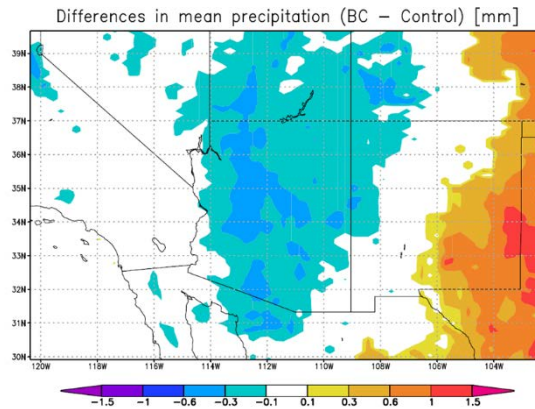 Differences in mean precipitation (BC − Control) [mm]
39N
38N
37N
36N
35N
34N
33N
32N
31N
30N
120W 118W 116W 114W 112W 110W 108W 106W 104W
−1.5 −1 −0.6 −0.3 −0.1 0.1 0.3 0.6 1 1.5